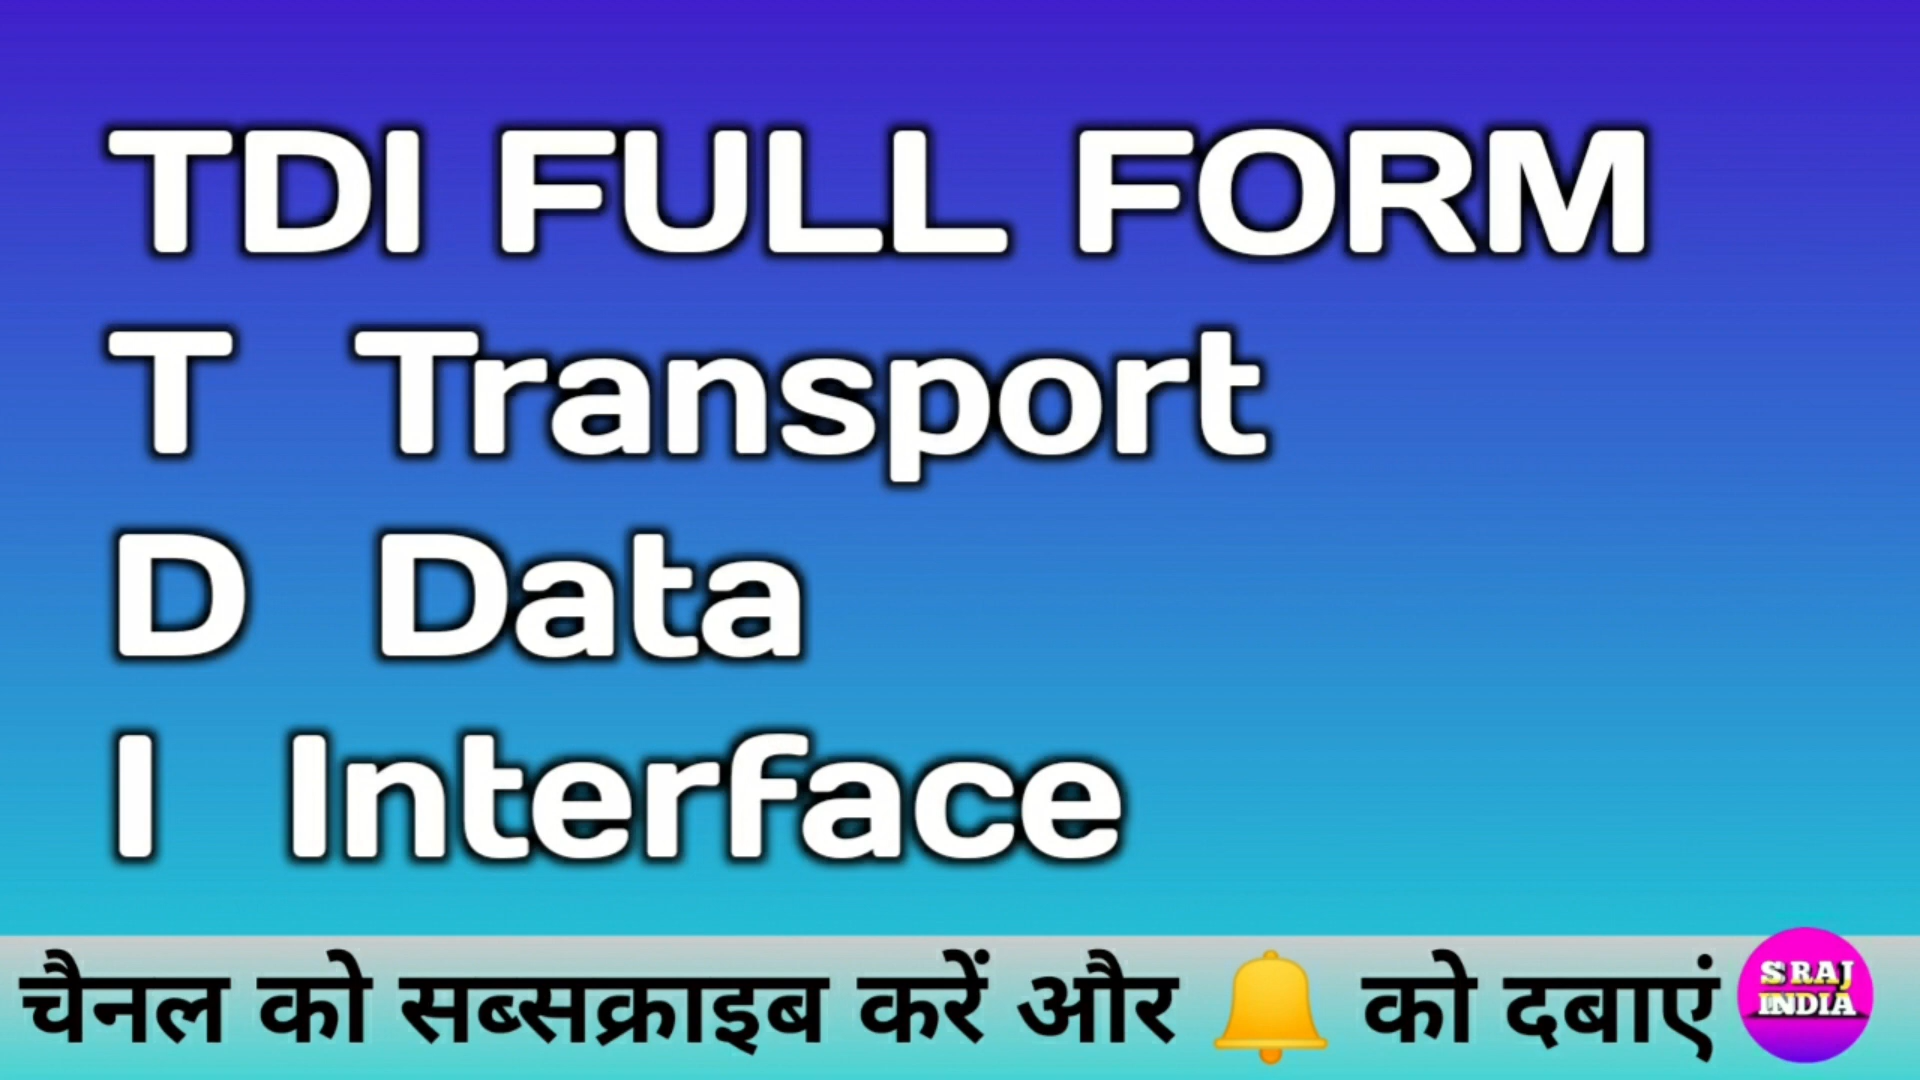 TDI FULL FORM
T Transport
D Data
I Interface
चैनल को सब्सक्राइब करें और 🔔 को दबाएं
S RAJ
INDIA